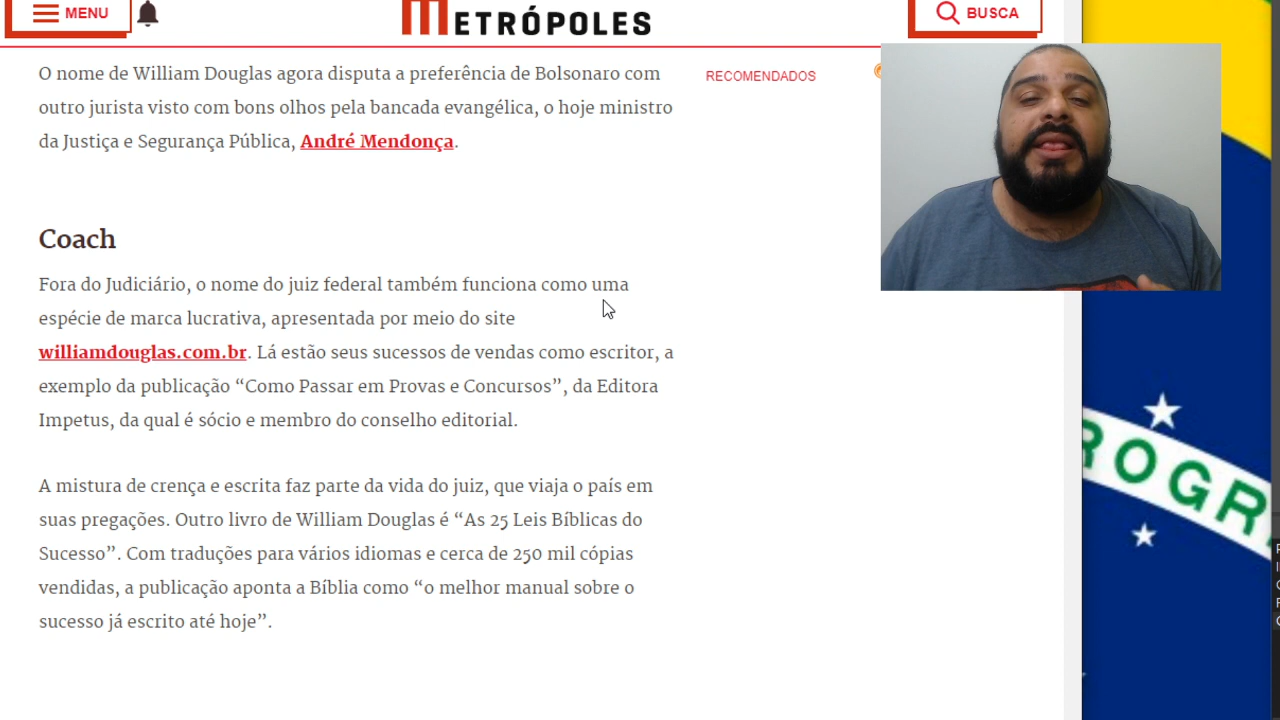 MENU
METRÓPOLES
BUSCA
O nome de William Douglas agora disputa a preferência de Bolsonaro com
outro jurista visto com bons olhos pela bancada evangélica, o hoje ministro
da Justiça e Segurança Pública, André Mendonça.
RECOMENDADOS
Coach
Fora do Judiciário, o nome do juiz federal também funciona como uma
espécie de marca lucrativa, apresentada por meio do site
williamdouglas.com.br. Lá estão seus sucessos de vendas como escritor, a
exemplo da publicação “Como Passar em Provas e Concursos”, da Editora
Impetus, da qual é sócio e membro do conselho editorial.
A mistura de crença e escrita faz parte da vida do juiz, que viaja o país em
suas pregações. Outro livro de William Douglas é “As 25 Leis Bíblicas do
Sucesso”. Com traduções para vários idiomas e cerca de 250 mil cópias
vendidas, a publicação aponta a Bíblia como “o melhor manual sobre o
sucesso já escrito até hoje”.
ROGR